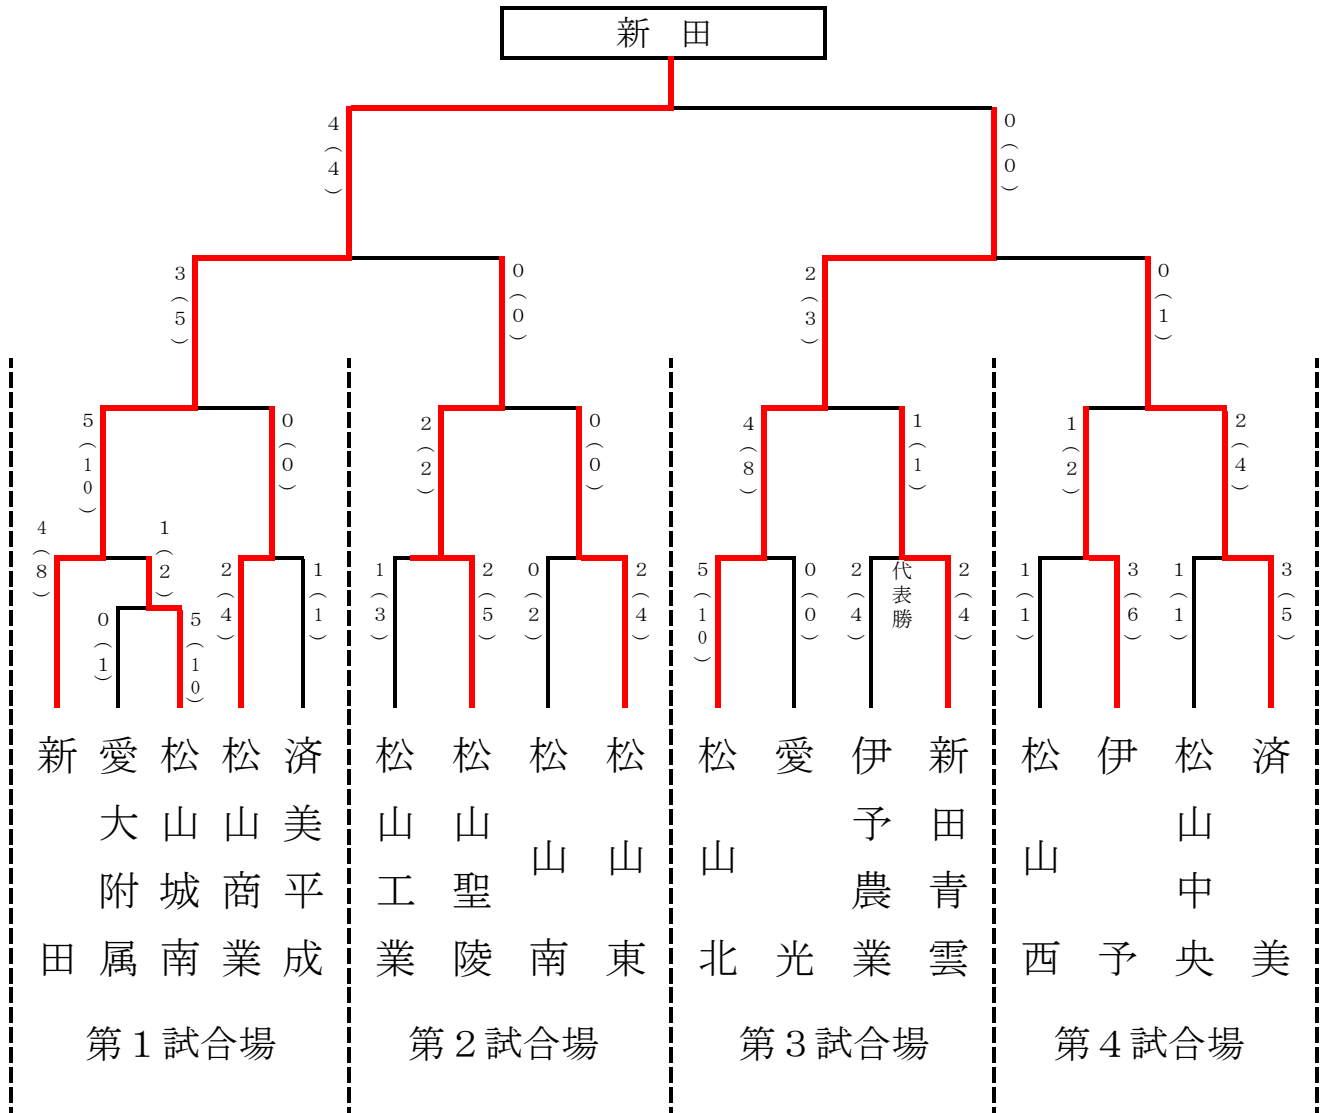 新　田
4（4）
0（0）
3（5）
0（0）
2（3）
0（1）
5（10）
0（0）
2（2）
0（0）
4（8）
1（1）
1（2）
2（4）
4（8）
1（2）
0（1）
5（10）
2（4）
1（1）
1（3）
2（5）
0（2）
2（4）
5（10）
0（0）
2（4）
代表勝
2（4）
1（1）
3（6）
1（1）
3（5）
新田
愛大附属
松山城南
松山商業
済美平成
松山工業
松山聖陵
松山南
松山東
松山北
愛光
伊予農業
新田青雲
松山西
伊予
松山中央
済美
第１試合場
第２試合場
第３試合場
第４試合場